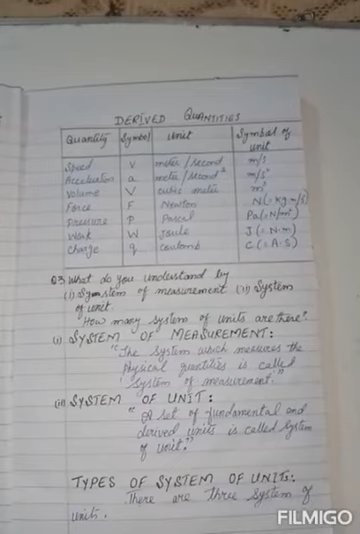 DERIVED QUANTITIES
Quantity Symbol Unit Symbol of unit
Speed V meter/second m/s
Acceleration a meter/second² m/s²
Volume V cubic meter m³
Force F Newton N(=Kg-m/s)
Pressure P Pascal Pa(=N/m²)
Work W Joule J(=N.m)
Charge q coulomb C(=A.S)
Q3. What do you understand by
(i) System of measurement (ii) System
of unit.
How many system of units are there?
(i) SYSTEM OF MEASUREMENT:
"The system which measures the
physical quantities is called
system of measurement."
(ii) SYSTEM OF UNIT:
"A set of fundamental and
derived units is called system
of unit."
TYPES OF SYSTEM OF UNITS:
There are three system of
units.
FILMIGO